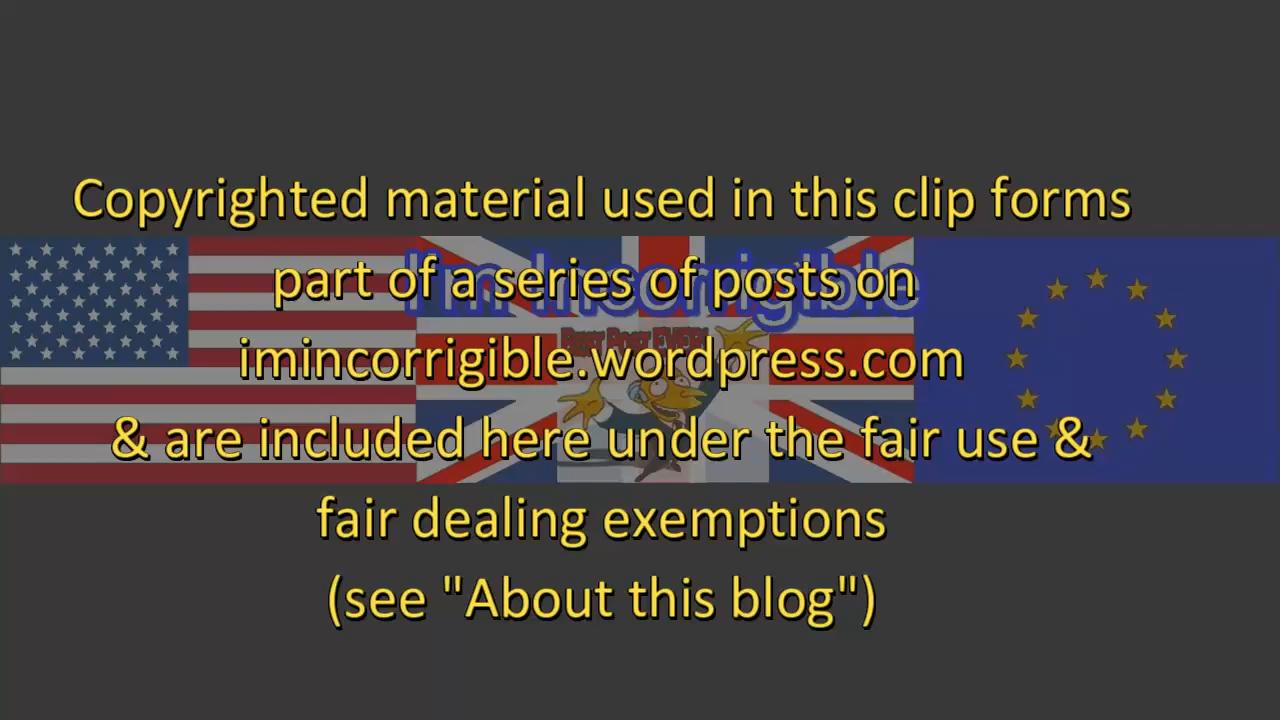 Copyrighted material used in this clip forms
part of a series of posts on
I'm Incorrigible
imincorrigible.wordpress.com
& are included here under the fair use &
fair dealing exemptions
(see "About this blog")